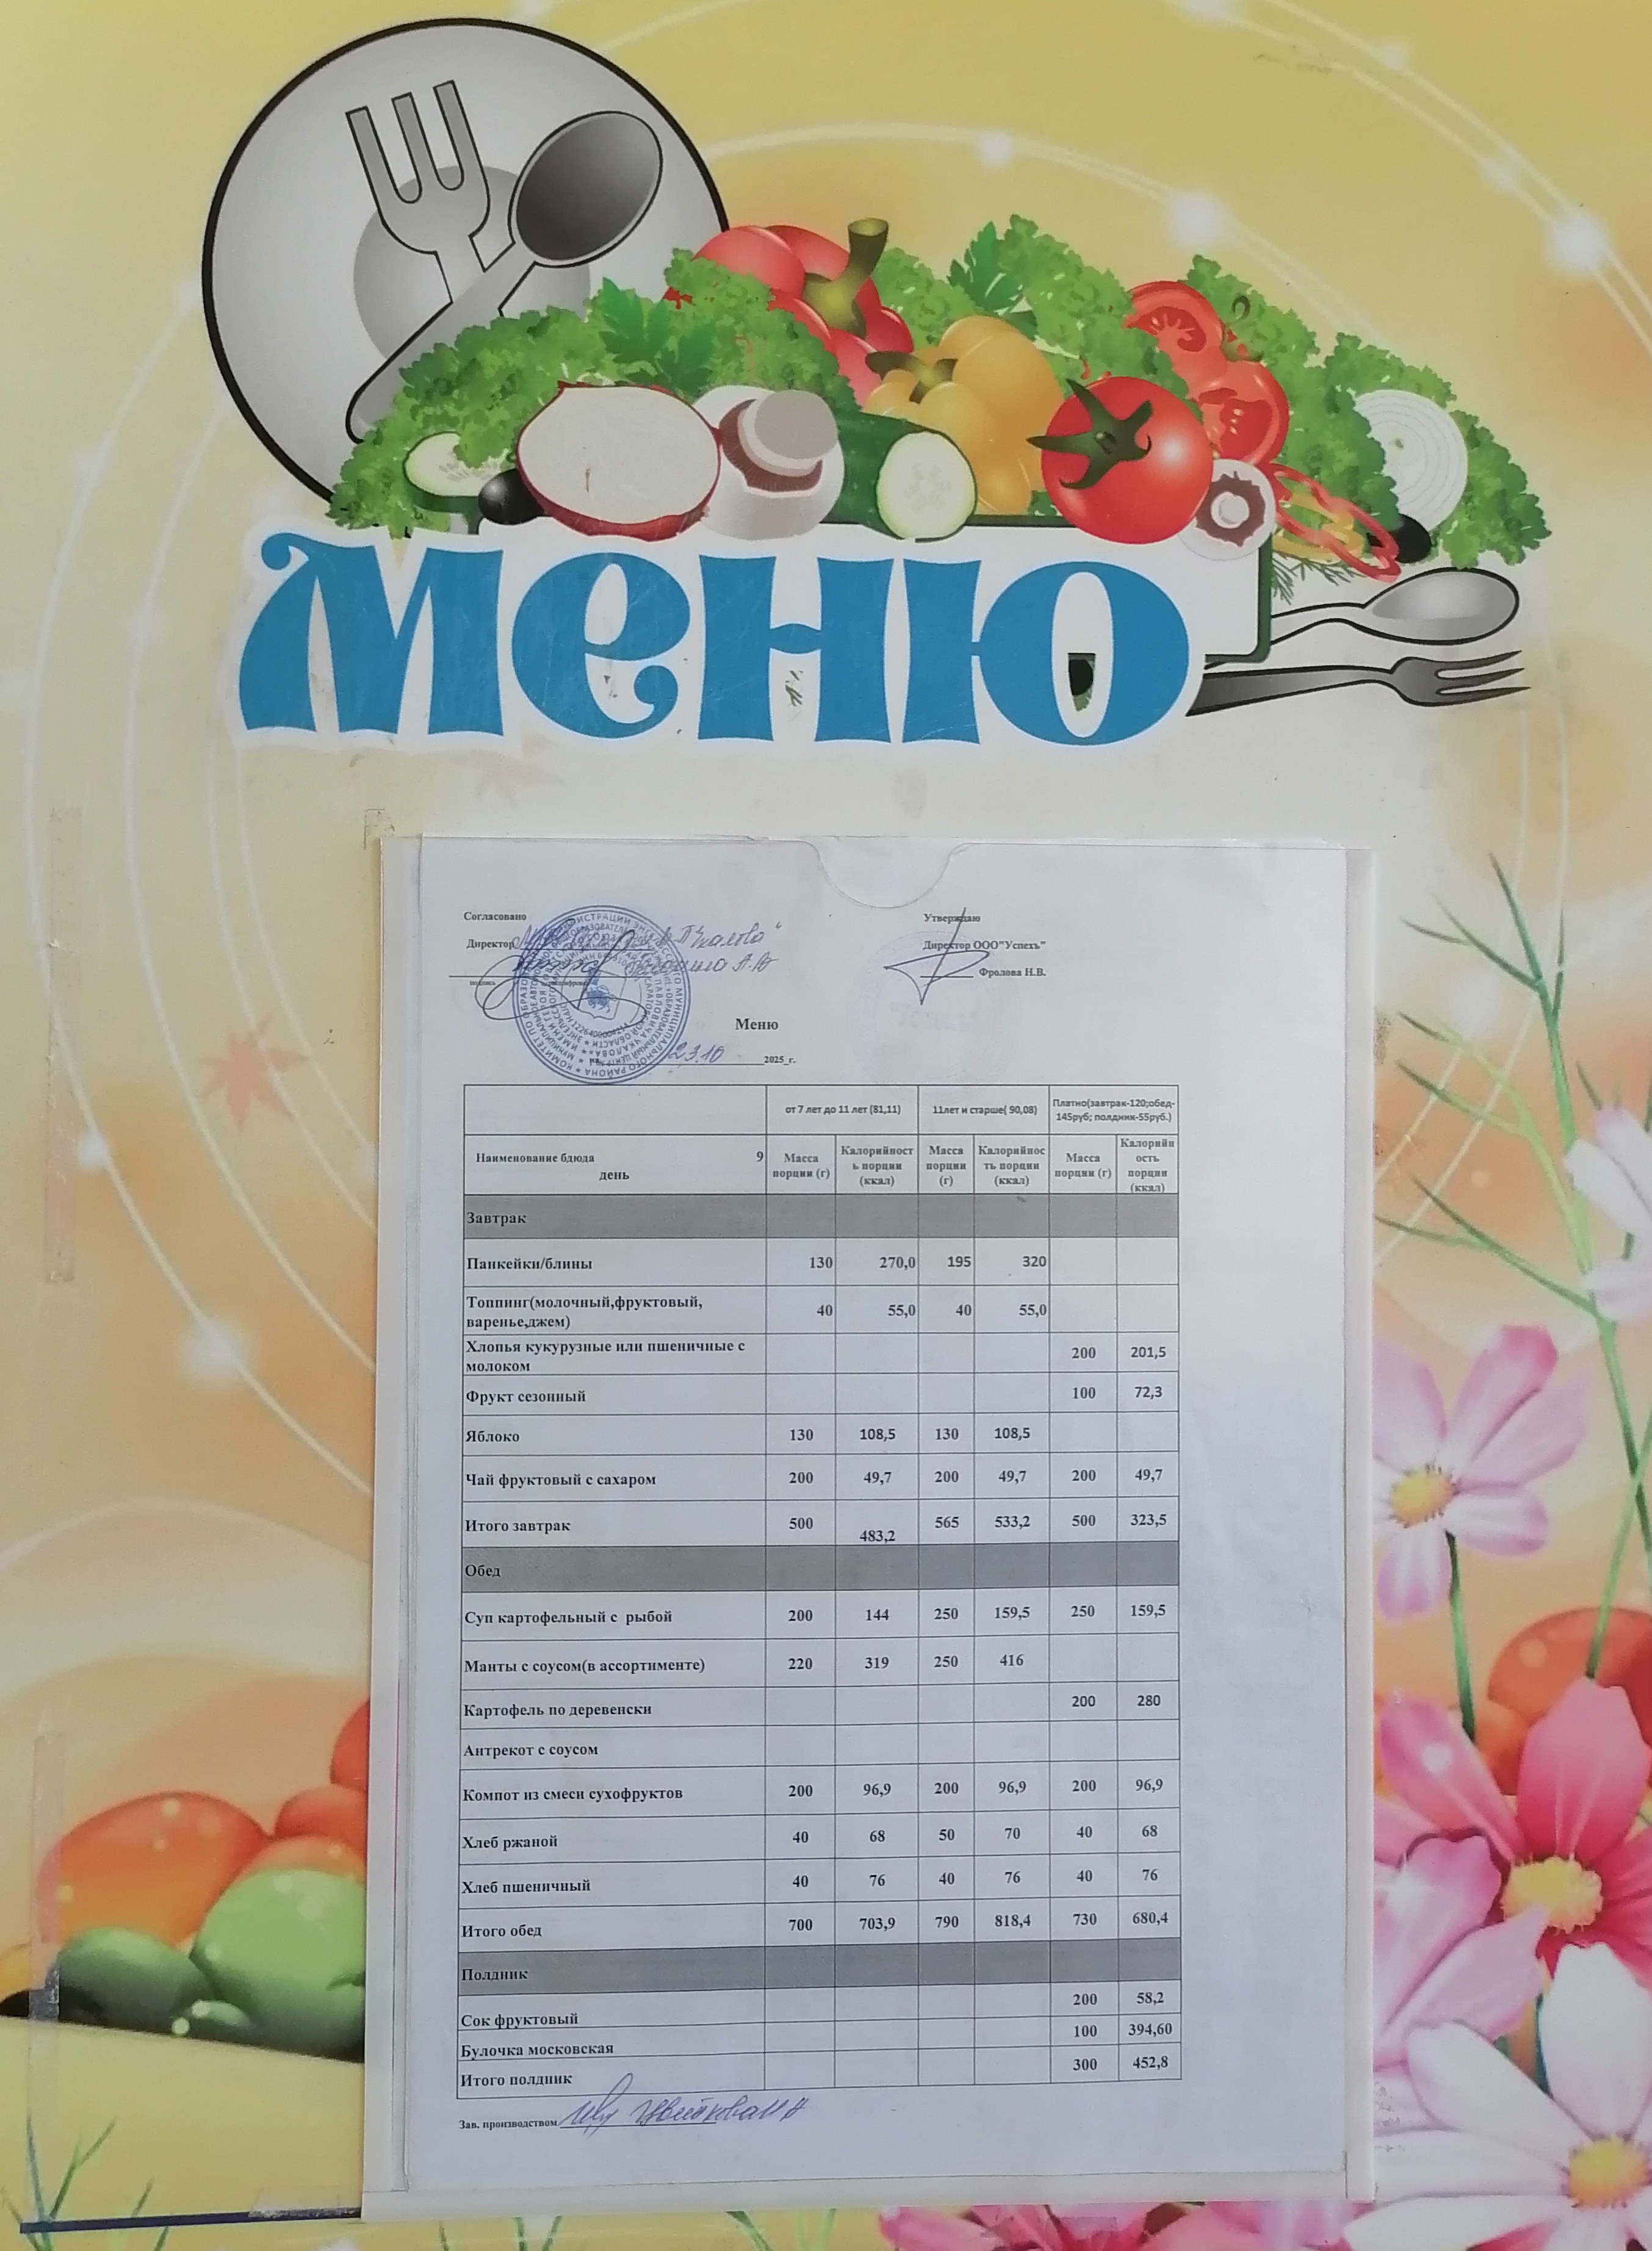 Меню
Согласовано
Утверждаю
Директор
Директор ООО"Успехъ"
Фролова Н.В.
подпись
Меню
на 23.10 2025_г.
от 7 лет до 11 лет (81,11) 11лет и старше( 90,08) Платно(завтрак-120;обед-145руб; полдник-55руб.)
Наименование бдюда 9 день Масса порции (г) Калорийность порции (ккал) Масса порции (г) Калорийность порции (ккал) Масса порции (г) Калорийность порции (ккал)
Завтрак
Панкейки/блины 130 270,0 195 320
Топпинг(молочный,фруктовый, варенье,джем) 40 55,0 40 55,0
Хлопья кукурузные или пшеничные с молоком 200 201,5
Фрукт сезонный 100 72,3
Яблоко 130 108,5 130 108,5
Чай фруктовый с сахаром 200 49,7 200 49,7 200 49,7
Итого завтрак 500 483,2 565 533,2 500 323,5
Обед
Суп картофельный с рыбой 200 144 250 159,5 250 159,5
Манты с соусом(в ассортименте) 220 319 250 416
Картофель по деревенски 200 280
Антрекот с соусом
Компот из смеси сухофруктов 200 96,9 200 96,9 200 96,9
Хлеб ржаной 40 68 50 70 40 68
Хлеб пшеничный 40 76 40 76 40 76
Итого обед 700 703,9 790 818,4 730 680,4
Полдник
Сок фруктовый 200 58,2
Булочка московская 100 394,60
Итого полдник 300 452,8
Зав. производством